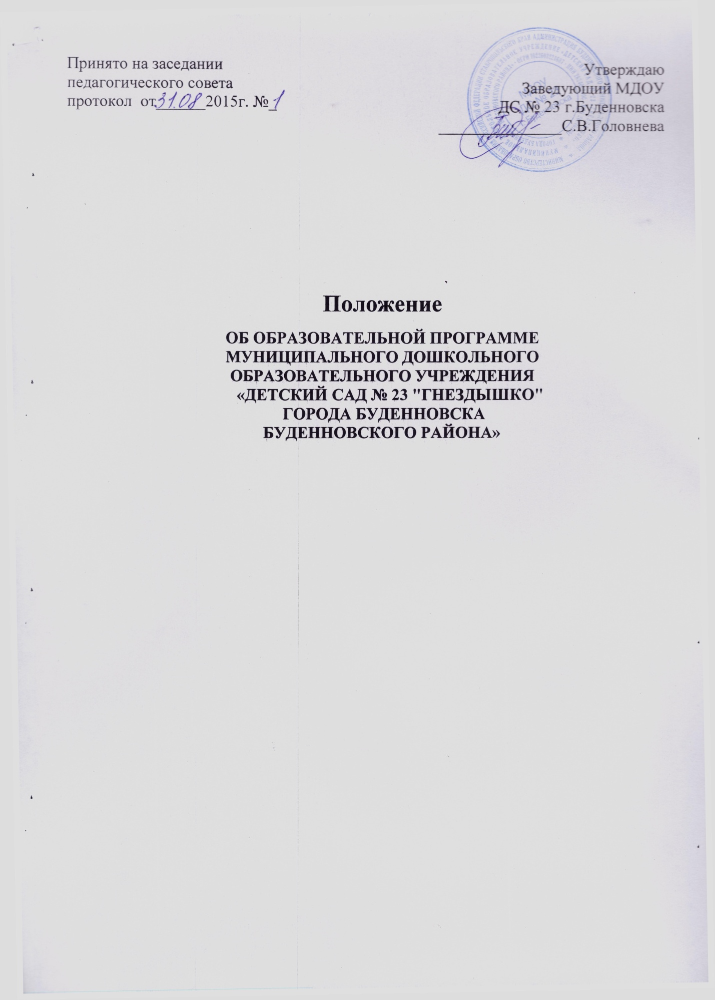 Принято на заседании
педагогического совета
протокол от 31.08 2015г. № 1
Утверждаю
Заведующий МДОУ
ДС № 23 г.Буденновска
С.В.Головнева
Положение
ОБ ОБРАЗОВАТЕЛЬНОЙ ПРОГРАММЕ
МУНИЦИПАЛЬНОГО ДОШКОЛЬНОГО
ОБРАЗОВАТЕЛЬНОГО УЧРЕЖДЕНИЯ
«ДЕТСКИЙ САД № 23 "ГНЕЗДЫШКО"
ГОРОДА БУДЕННОВСКА
БУДЕННОВСКОГО РАЙОНА»